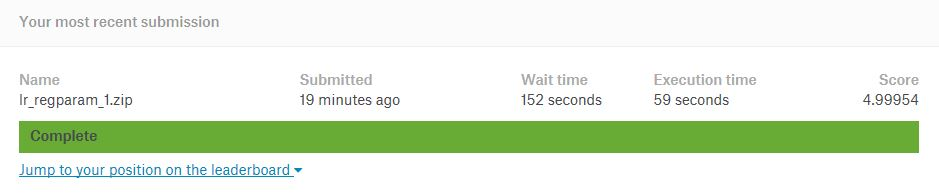 Your most recent submission
Name Submitted Wait time Execution time Score
lr_regparam_1.zip 19 minutes ago 152 seconds 59 seconds 4.99954
Complete
Jump to your position on the leaderboard